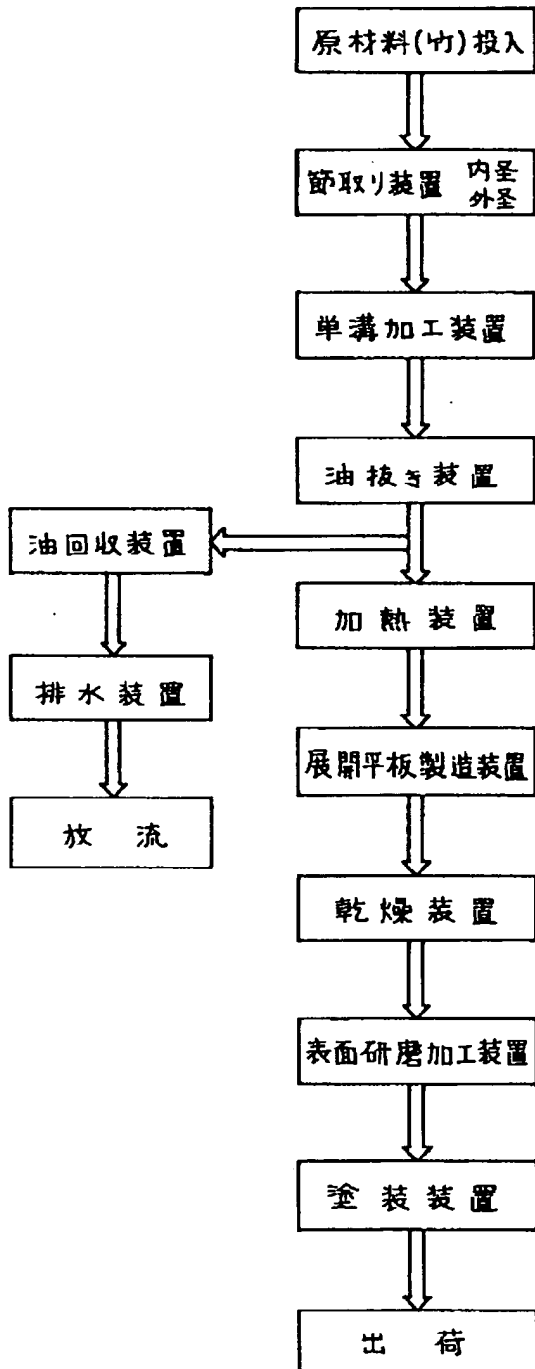 原材料(竹)投入
節取り装置 内圣
外圣
単溝加工装置
油抜き装置
油回収装置
加熱装置
排水装置
展開平板製造装置
放流
乾燥装置
表面研磨加工装置
塗装装置
出荷